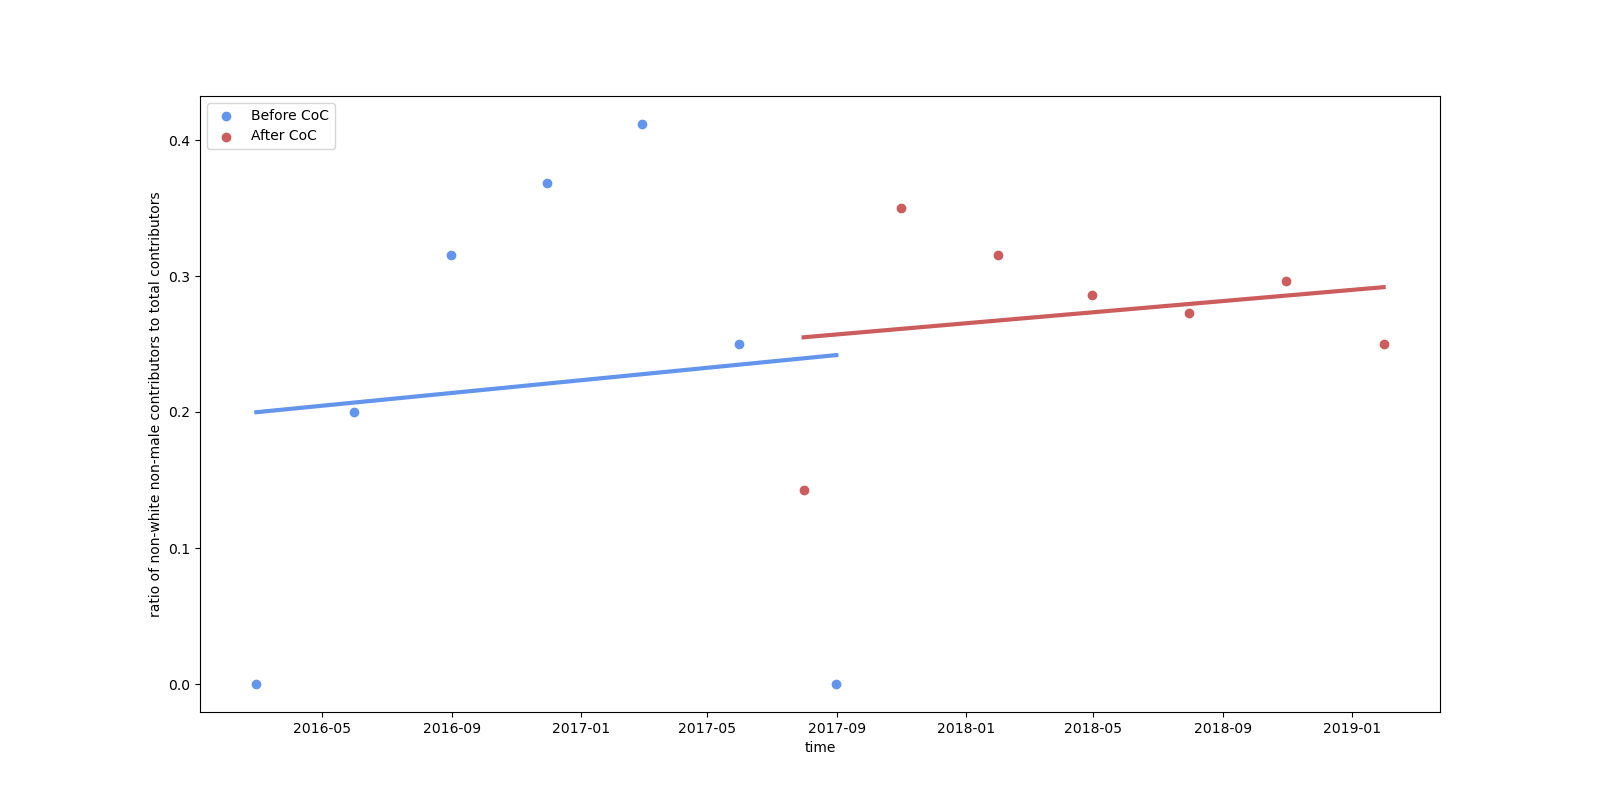 Before CoC
After CoC
ratio of non-white non-male contributors to total contributors
0.4
0.3
0.2
0.1
0.0
2016-05 2016-09 2017-01 2017-05 2017-09 2018-01 2018-05 2018-09 2019-01
time